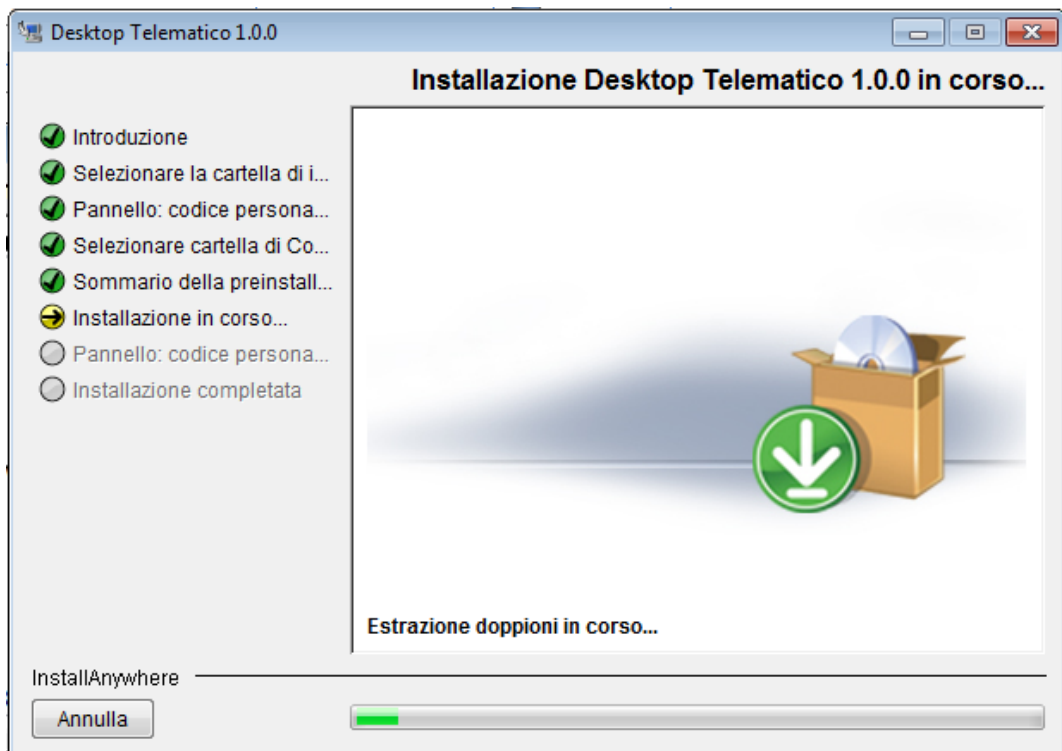 Desktop Telematico 1.0.0
Installazione Desktop Telematico 1.0.0 in corso...
Introduzione
Selezionare la cartella di i...
Pannello: codice persona...
Selezionare cartella di Co...
Sommario della preinstall...
Installazione in corso...
Pannello: codice persona...
Installazione completata
Estrazione doppioni in corso...
InstallAnywhere
Annulla